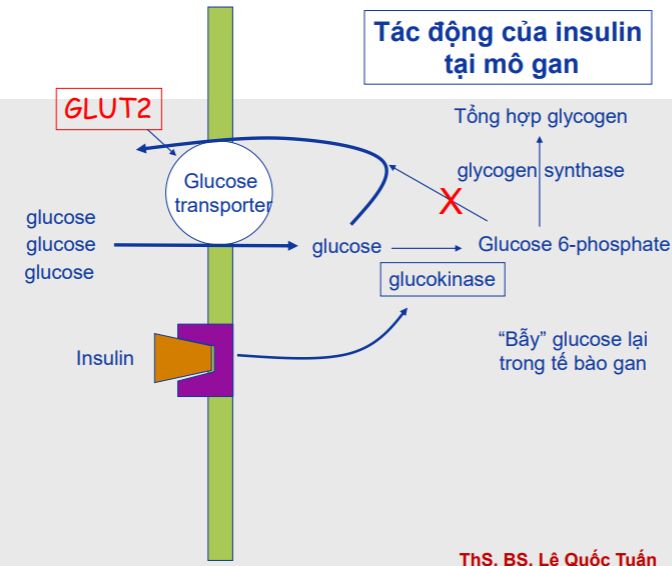 Tác động của insulin
tại mô gan
GLUT2
Tổng hợp glycogen
glycogen synthase
Glucose
transporter
X
glucose
glucose
glucose
glucose
Glucose 6-phosphate
glucokinase
Insulin
“Bẫy” glucose lại
trong tế bào gan
ThS. BS. Lê Quốc Tuấn